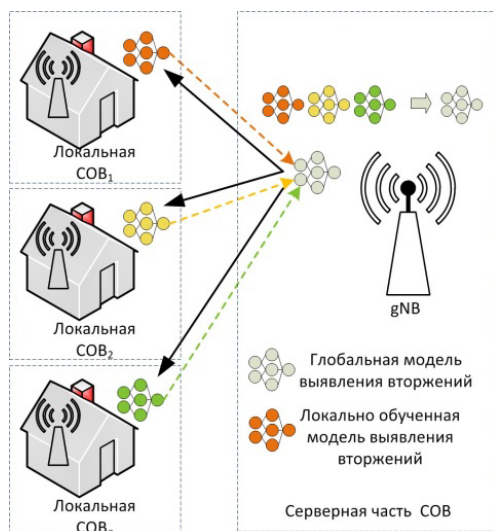 Локальная
СОВ₁
Локальная
СОВ₂
Локальная
gNB
Глобальная модель
выявления вторжений
Локально обученная
модель выявления
вторжений
Серверная часть СОВ